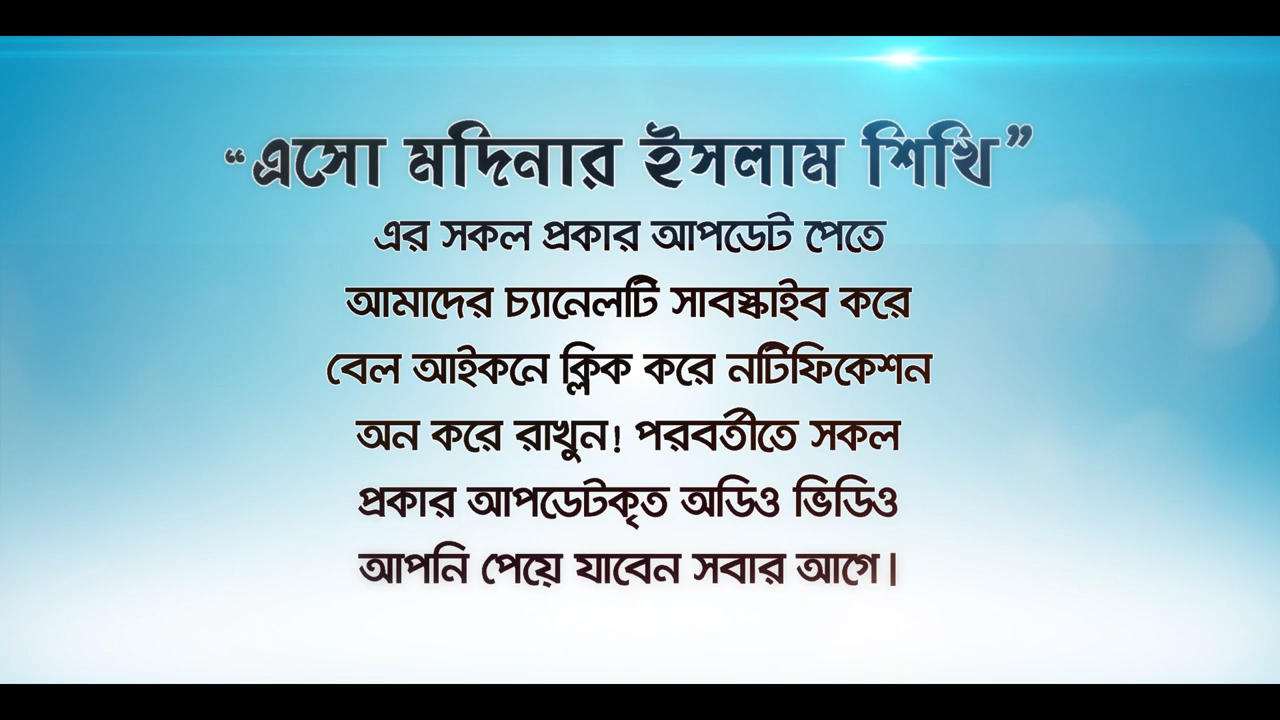 “এসো মদিনার ইসলাম শিখি”
এর সকল প্রকার আপডেট পেতে
আমাদের চ্যানেলটি সাবস্ক্রাইব করে
বেল আইকনে ক্লিক করে নটিফিকেশন
অন করে রাখুন! পরবর্তীতে সকল
প্রকার আপডেটকৃত অডিও ভিডিও
আপনি পেয়ে যাবেন সবার আগে।